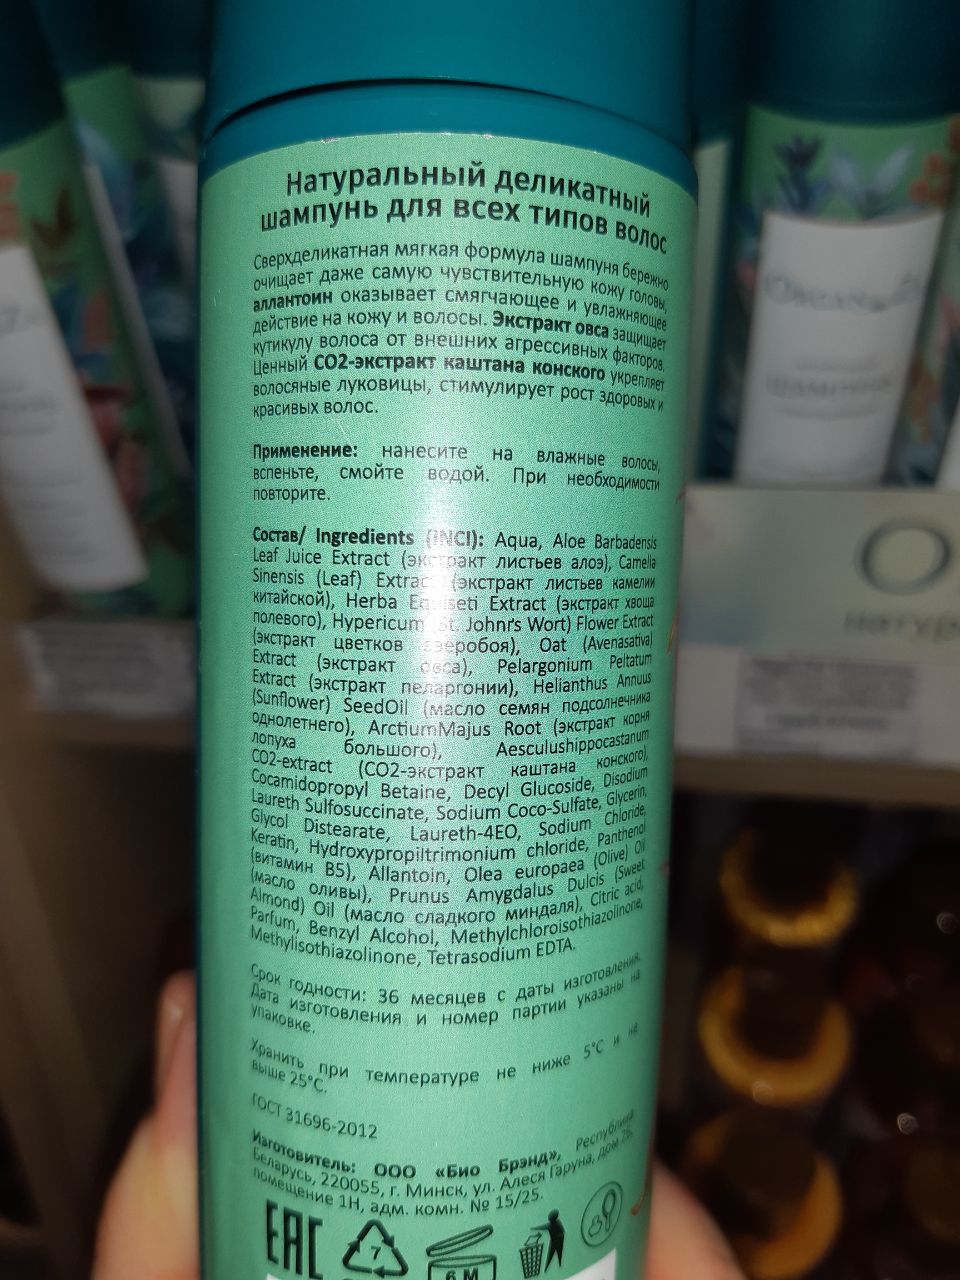 Натуральный деликатный
шампунь для всех типов волос
Сверхделикатная мягкая формула шампуня бережно
очищает даже самую чувствительную кожу головы,
аллантоин оказывает смягчающее и увлажняющее
действие на кожу и волосы. Экстракт овса защищает
кутикулу волоса от внешних агрессивных факторов.
Ценный СО2-экстракт каштана конского укрепляет
волосяные луковицы, стимулирует рост здоровых и
красивых волос.
Применение: нанесите на влажные волосы,
вспеньте, смойте водой. При необходимости
повторите.
Состав/ Ingredients (INCI): Aqua, Aloe Barbadensis
Leaf Juice Extract (экстракт листьев алоэ), Camellia
Sinensis (Leaf) Extract (экстракт листьев камелии
китайской), Herba Equiseti Extract (экстракт хвоща
полевого), Hypericum (St. Johnrs Wort) Flower Extract
(экстракт цветков зверобоя), Oat (Avenasativa)
Extract (экстракт овса), Pelargonium Peltatum
Extract (экстракт пеларгонии), Helianthus Annuus
(Sunflower) SeedOil (масло семян подсолнечника
однолетнего), ArctiumMajus Root (экстракт корня
лопуха большого), Aesculushippocastanum
CO2-extract (СО2-экстракт каштана конского),
Cocamidopropyl Betaine, Decyl Glucoside, Disodium
Laureth Sulfosuccinate, Sodium Coco-Sulfate, Glycerin,
Glycol Distearate, Laureth-4EO, Sodium Chloride,
Keratin, Hydroxypropiltrimonium chloride, Panthenol
(витамин B5), Allantoin, Olea europaea (Olive) Oil
(масло оливы), Prunus Amygdalus Dulcis (Sweet
Almond) Oil (масло сладкого миндаля), Citric acid,
Parfum, Benzyl Alcohol, Methylchloroisothiazolinone,
Methylisothiazolinone, Tetrasodium EDTA.
Срок годности: 36 месяцев с даты изготовления.
Дата изготовления и номер партии указаны на
упаковке.
Хранить при температуре не ниже 5°С и не
выше 25°С.
ГОСТ 31696-2012
Изготовитель: ООО «Био Брэнд», Республика
Беларусь, 220055, г. Минск, ул. Алеся Гаруна, дом
помещение 1Н, адм. комн. № 15/25.
EAC 7 6 M